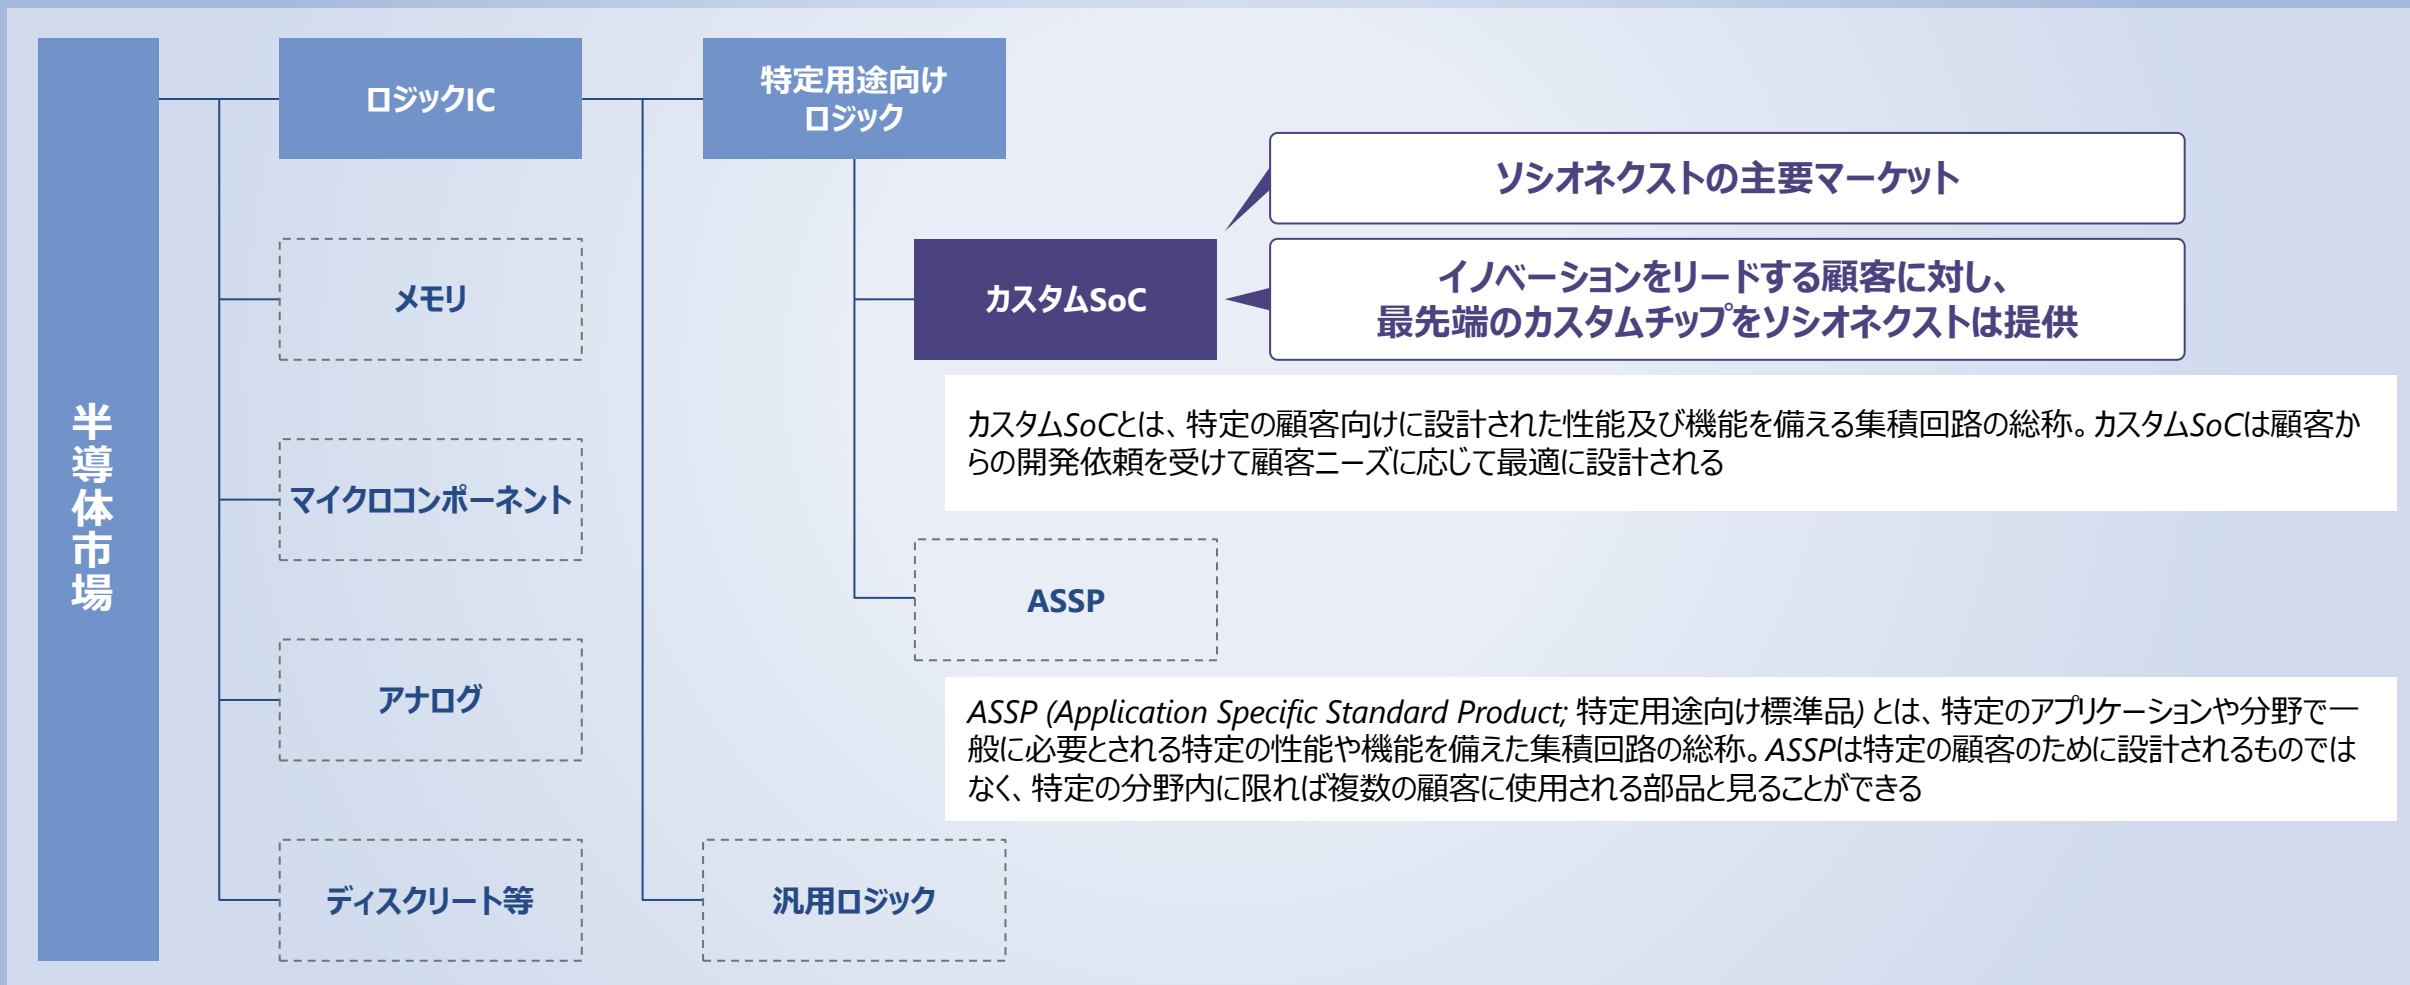 半導体市場
ロジックIC
特定用途向け
ロジック
ソシオネクストの主要マーケット
メモリ
カスタムSoC
イノベーションをリードする顧客に対し、
最先端のカスタムチップをソシオネクストは提供
カスタムSoCとは、特定の顧客向けに設計された性能及び機能を備える集積回路の総称。カスタムSoCは顧客か
らの開発依頼を受けて顧客ニーズに応じて最適に設計される
マイクロコンポーネント
ASSP
アナログ
ASSP (Application Specific Standard Product; 特定用途向け標準品) とは、特定のアプリケーションや分野で一
般に必要とされる特定の性能や機能を備えた集積回路の総称。ASSPは特定の顧客のために設計されるものでは
なく、特定の分野内に限れば複数の顧客に使用される部品と見ることができる
ディスクリート等
汎用ロジック